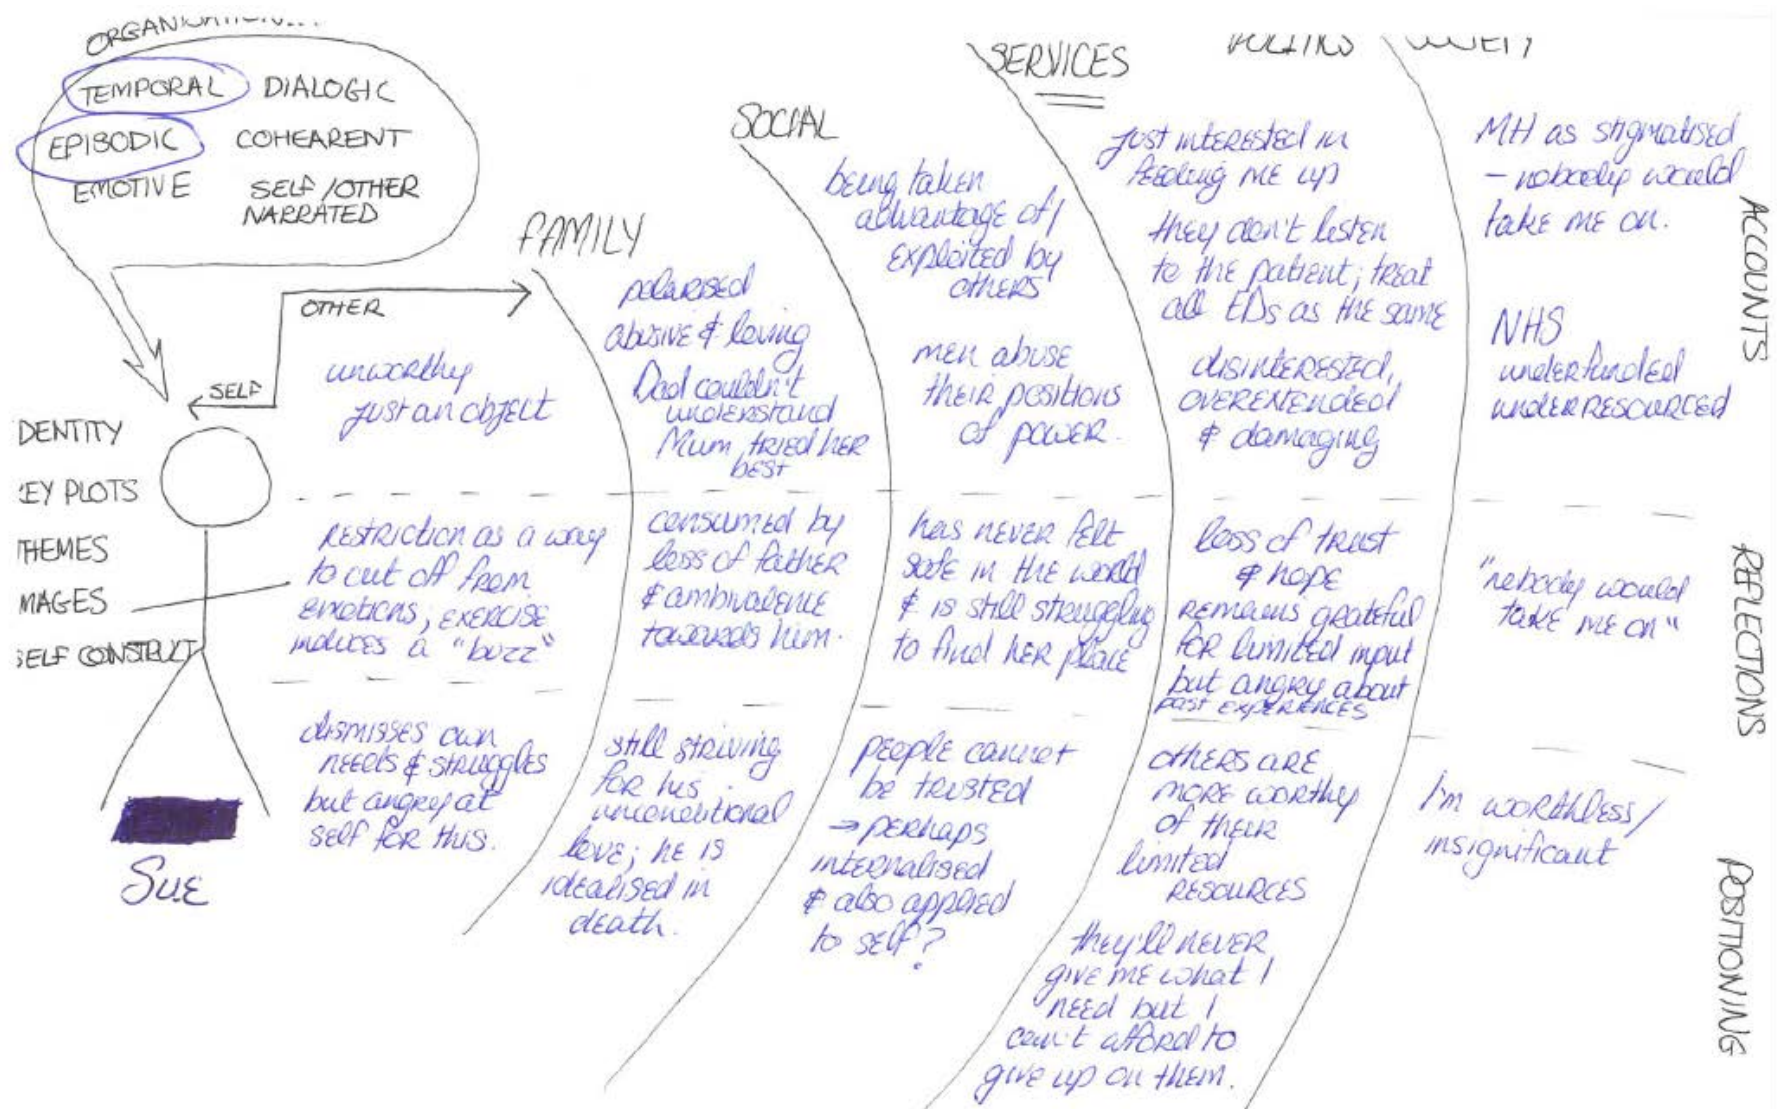 TEMPORAL DIALOGIC
EPISODIC COHEARENT
EMOTIVE SELF/OTHER
NARRATED
OTHER
SELF
IDENTITY
KEY PLOTS
THEMES
IMAGES
SELF CONSTRUCT
SUE
unworthy
just an object
RESTRICTION as a way
to cut off from
emotions; EXERCISE
induces a "buzz"
dismisses own
needs & struggles
but angry at
self for this.
FAMILY
polarised
abusive & loving
Dad couldn't
understand
Mum tried her
best
consumed by
loss of father
& ambivalence
towards him.
still striving
for his
unconditional
love; he is
idealised in
death.
SOCIAL
being taken
advantage of/
exploited by
others
men abuse
their positions
of power.
has never felt
safe in the world
& is still struggling
to find her place
people cannot
be trusted
→ perhaps
internalised
& also applied
to self?
SERVICES
just interested in
feeding me up
they don't listen
to the patient; treat
all EDs as the same
disinterested,
overextended
& damaging
loss of trust
& hope
remains grateful
for limited input
but angry about
past experiences
others are
more worthy
of their
limited
resources
they'll never
give me what I
need but I
can't afford to
give up on them.
MH as stigmatised
- nobody would
take me on.
NHS
underfunded
under resourced
"nobody would
take me on"
I'm worthless/
insignificant
ACCOUNTS
REFLECTIONS
POSITIONING